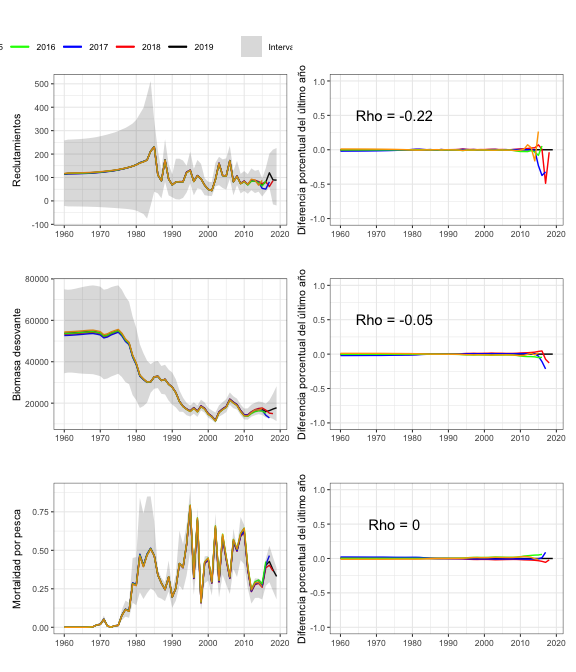 5 2016 2017 2018 2019 Interva
Reclutamientos
500
400
300
200
100
0
-100
1960 1970 1980 1990 2000 2010 2020
Diferencia porcentual del último año
1.0
0.5
0.0
-0.5
-1.0
Rho = -0.22
1960 1970 1980 1990 2000 2010 2020
Biomasa desovante
80000
60000
40000
20000
1960 1970 1980 1990 2000 2010 2020
Diferencia porcentual del último año
1.0
0.5
0.0
-0.5
-1.0
Rho = -0.05
1960 1970 1980 1990 2000 2010 2020
Mortalidad por pesca
0.75
0.50
0.25
0.00
1960 1970 1980 1990 2000 2010 2020
Diferencia porcentual del último año
1.0
0.5
0.0
-0.5
-1.0
Rho = 0
1960 1970 1980 1990 2000 2010 2020